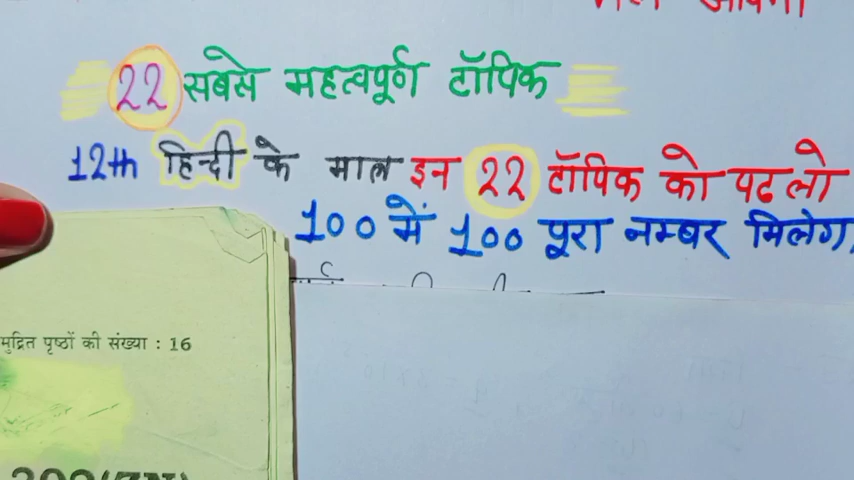 22 सबसे महत्वपूर्ण टॉपिक
12th हिन्दी के मात्र इन 22 टॉपिक को पढ लो
100 में 100 पूरा नम्बर मिलेगा
मुद्रित पृष्ठों की संख्या : 16